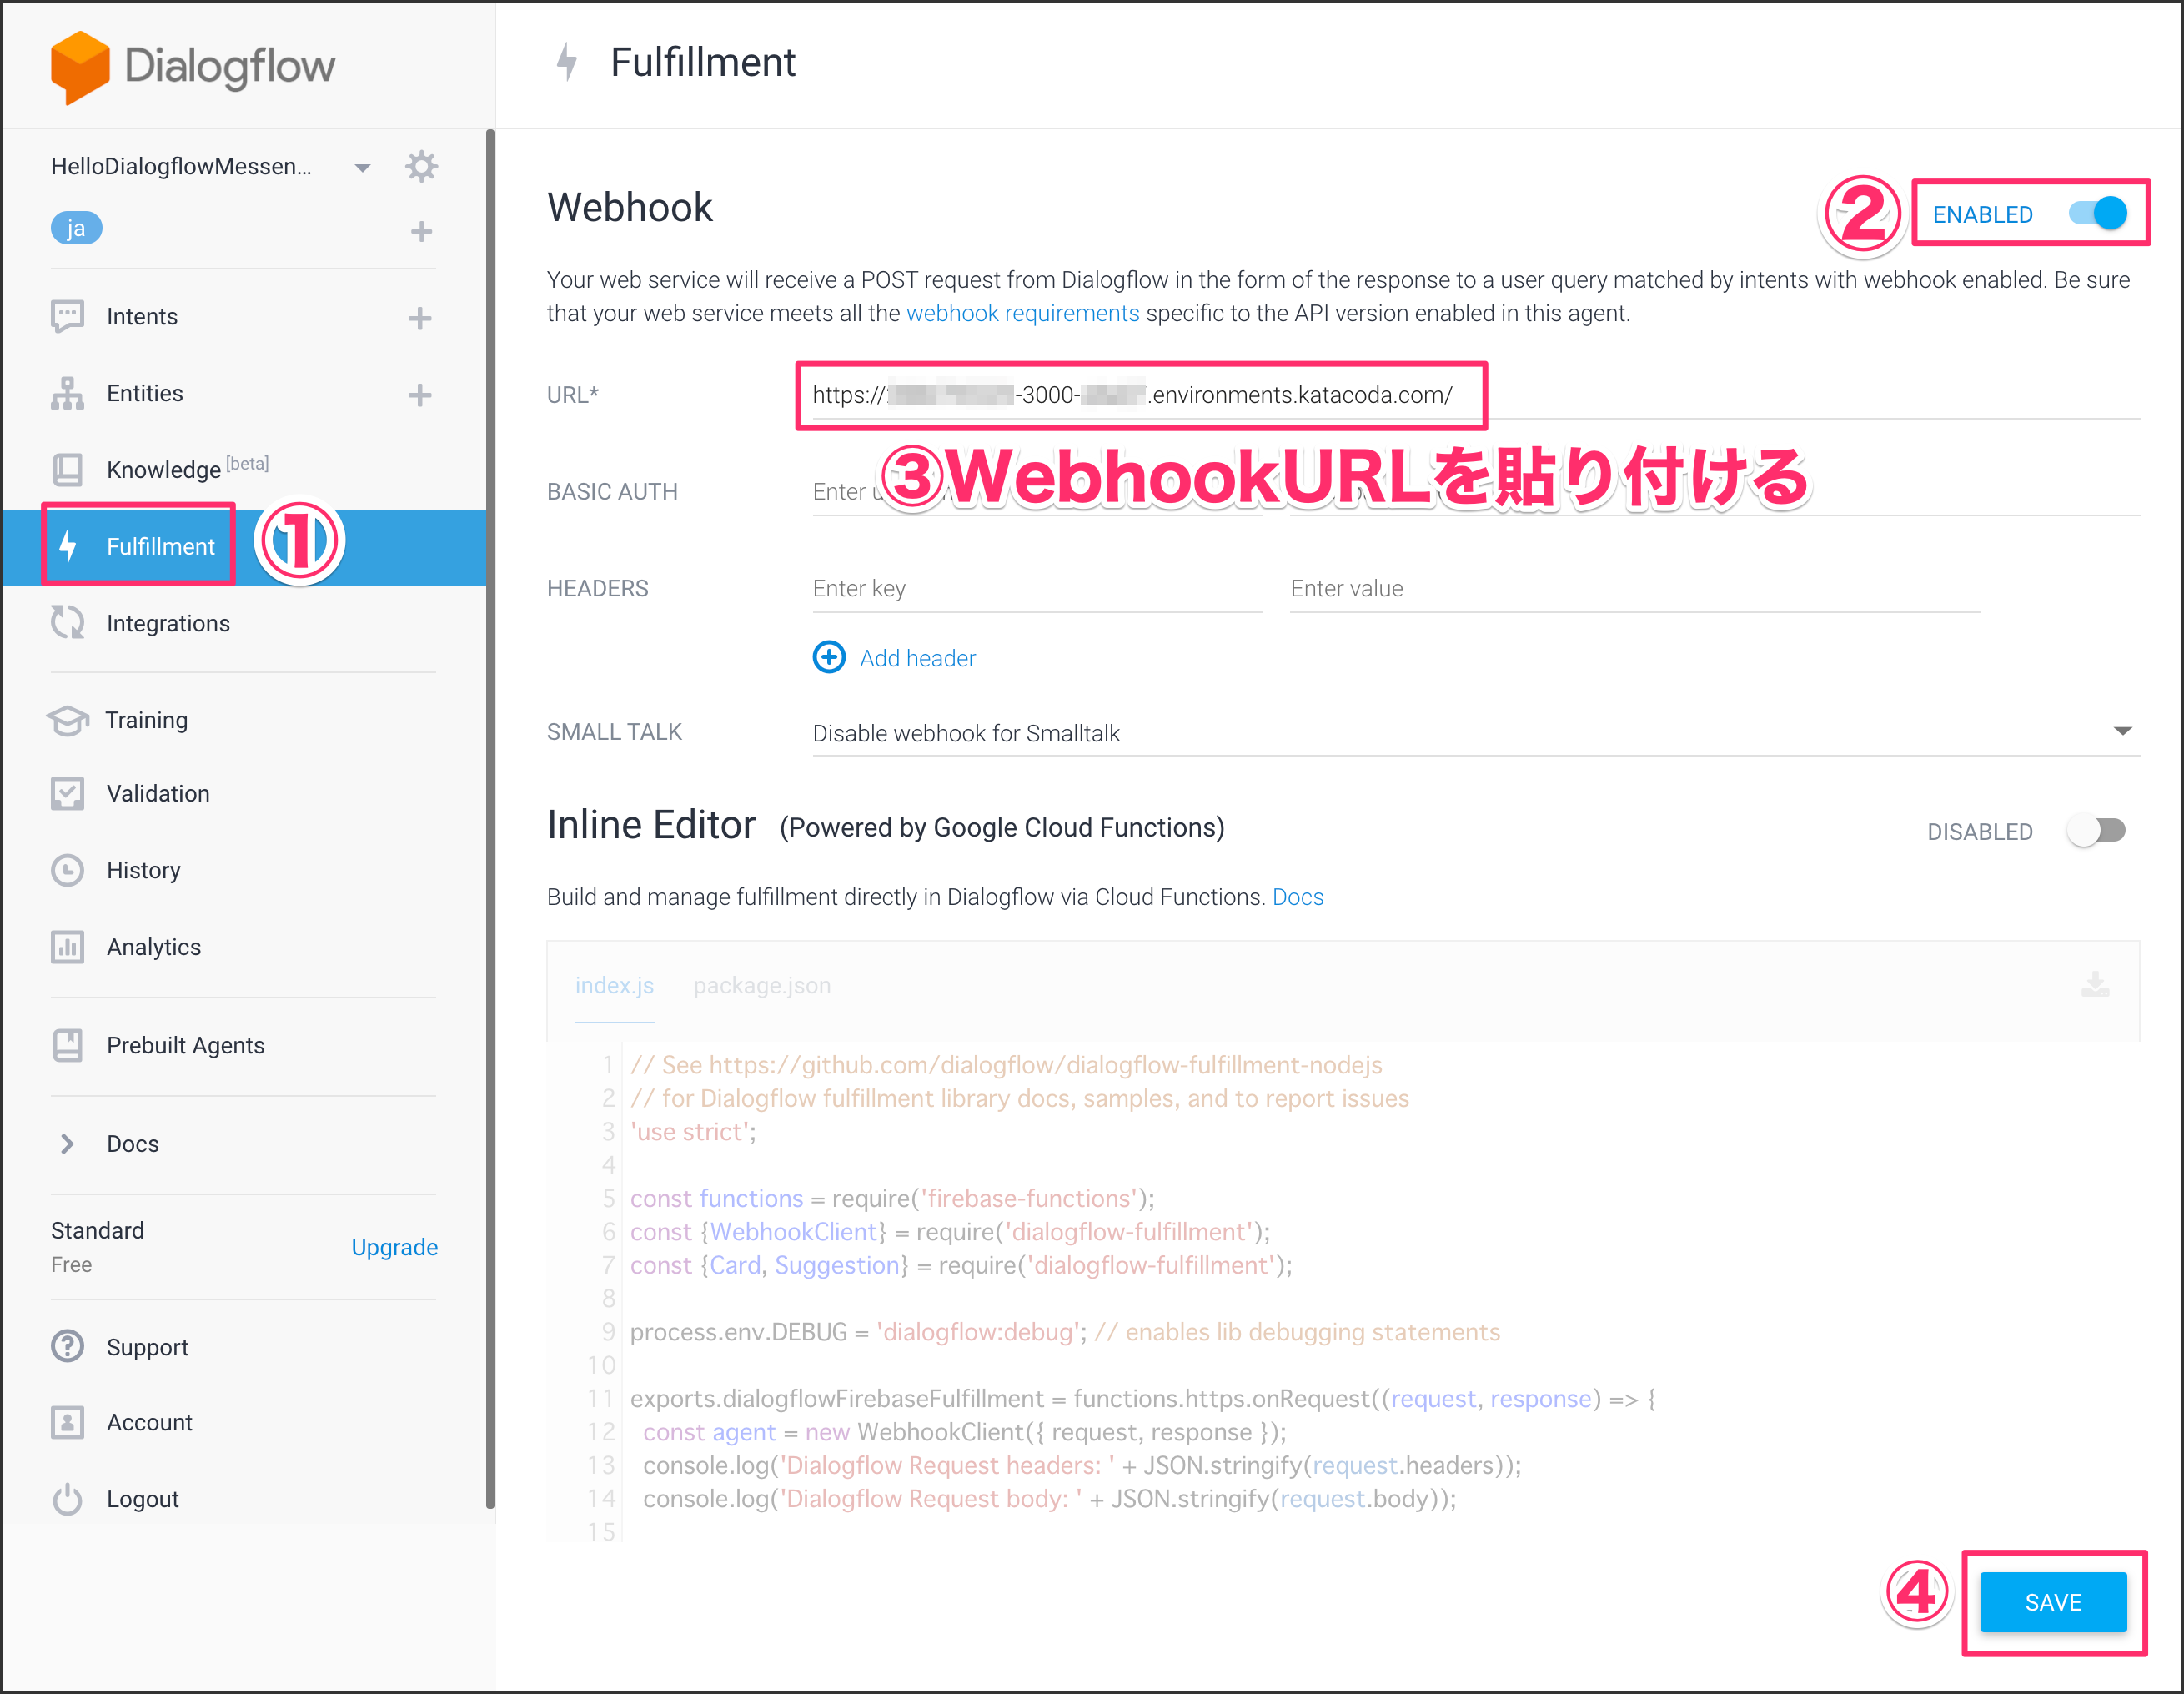 Dialogflow
Fulfillment
HelloDialogflowMessen...
ja
Intents
Entities
Knowledge [beta]
Fulfillment
①
Integrations
Training
Validation
History
Analytics
Prebuilt Agents
Docs
Standard
Free
Upgrade
Support
Account
Logout
Webhook
②
ENABLED
Your web service will receive a POST request from Dialogflow in the form of the response to a user query matched by intents with webhook enabled. Be sure
that your web service meets all the webhook requirements specific to the API version enabled in this agent.
URL*
https:// -3000- .environments.katacoda.com/
③WebhookURLを貼り付ける
BASIC AUTH
Enter
HEADERS
Enter key
Enter value
Add header
SMALL TALK
Disable webhook for Smalltalk
Inline Editor (Powered by Google Cloud Functions)
DISABLED
Build and manage fulfillment directly in Dialogflow via Cloud Functions. Docs
index.js
package.json
1 // See https://github.com/dialogflow/dialogflow-fulfillment-nodejs
2 // for Dialogflow fulfillment library docs, samples, and to report issues
3 'use strict';
4
5 const functions = require('firebase-functions');
6 const {WebhookClient} = require('dialogflow-fulfillment');
7 const {Card, Suggestion} = require('dialogflow-fulfillment');
8
9 process.env.DEBUG = 'dialogflow:debug'; // enables lib debugging statements
10
11 exports.dialogflowFirebaseFulfillment = functions.https.onRequest((request, response) => {
12 const agent = new WebhookClient({ request, response });
13 console.log('Dialogflow Request headers: ' + JSON.stringify(request.headers));
14 console.log('Dialogflow Request body: ' + JSON.stringify(request.body));
15
④
SAVE